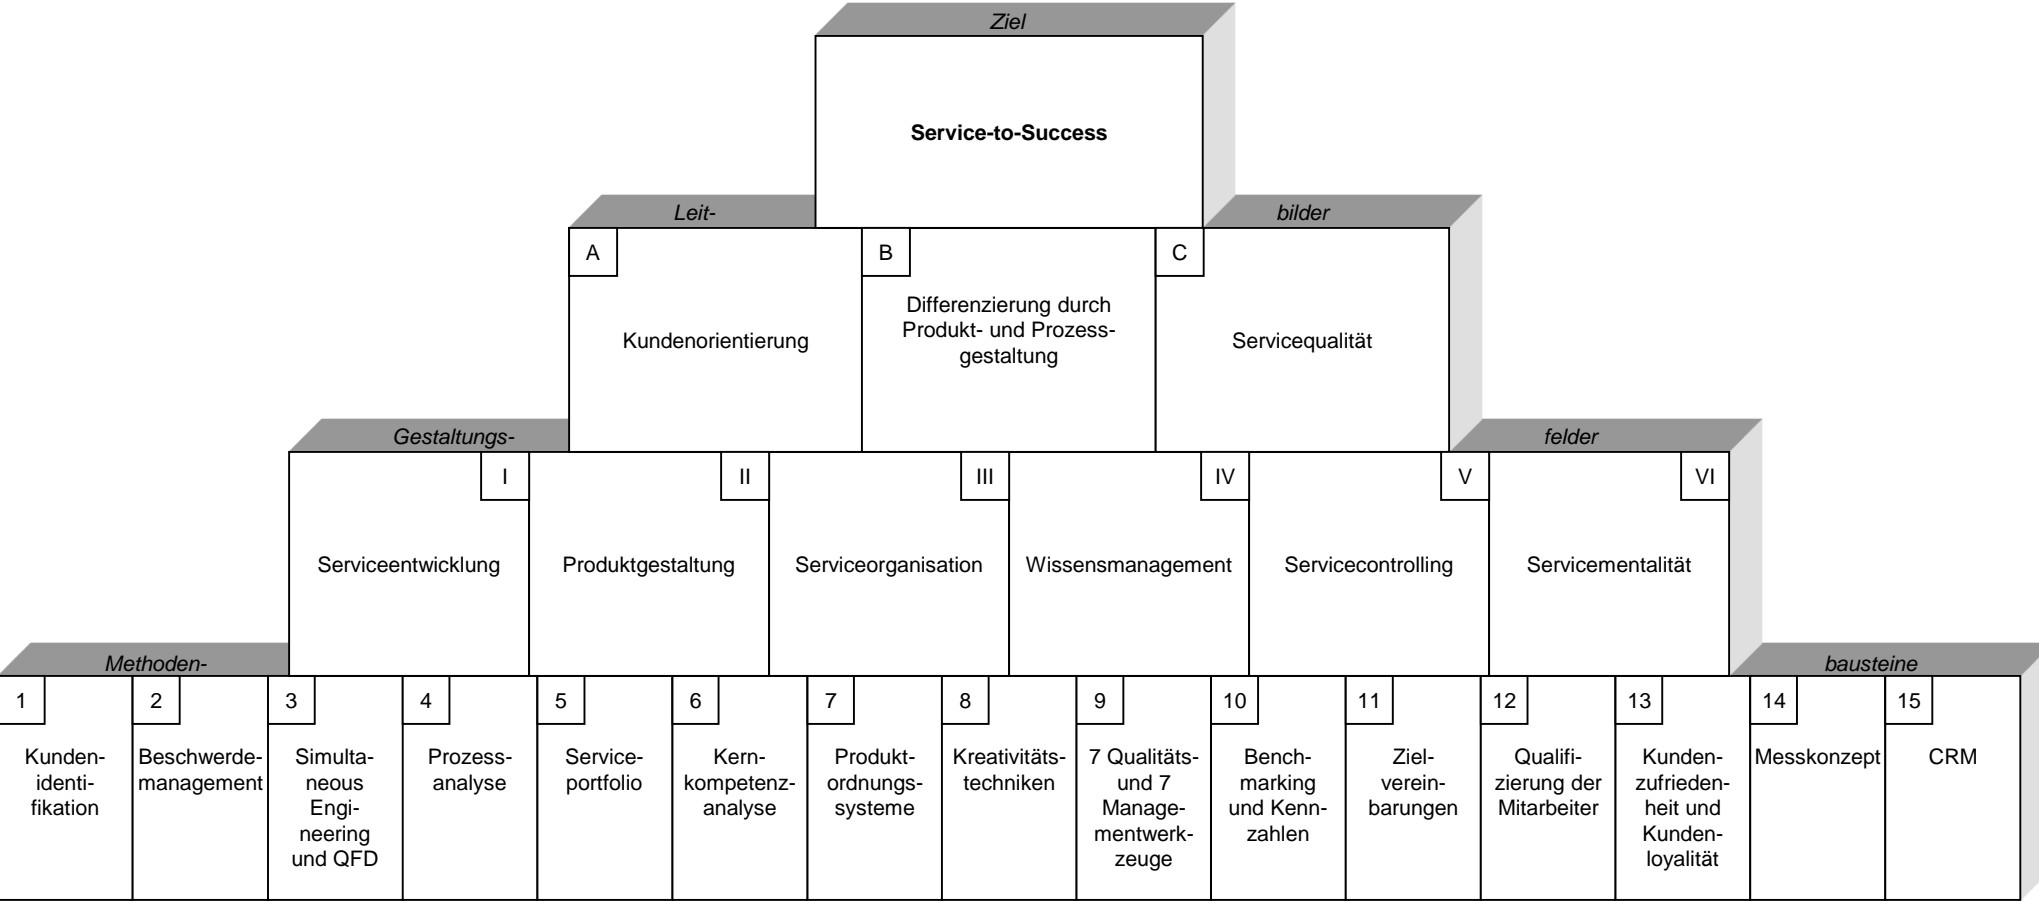 Ziel
Service-to-Success
Leit-
bilder
A
Kundenorientierung
B
Differenzierung durch
Produkt- und Prozess-
gestaltung
C
Servicequalität
Gestaltungs-
felder
I
Serviceentwicklung
II
Produktgestaltung
III
Serviceorganisation
IV
Wissensmanagement
V
Servicecontrolling
VI
Servicementalität
Methoden-
bausteine
1
Kunden-
identi-
fikation
2
Beschwerde-
management
3
Simulta-
neous
Engi-
neering
und QFD
4
Prozess-
analyse
5
Service-
portfolio
6
Kern-
kompetenz-
analyse
7
Produkt-
ordnungs-
systeme
8
Kreativitäts-
techniken
9
7 Qualitäts-
und 7
Manage-
mentwerk-
zeuge
10
Bench-
marking
und Kenn-
zahlen
11
Ziel-
verein-
barungen
12
Qualifi-
zierung der
Mitarbeiter
13
Kunden-
zufrieden-
heit und
Kunden-
loyalität
14
Messkonzept
15
CRM